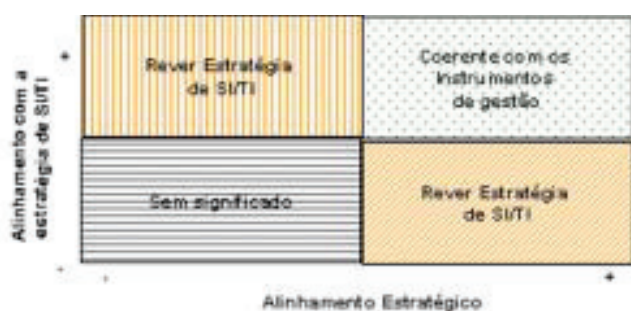 Alinhamento com a
estratégia de SI/TI
+
-
Rever Estratégia
de SI/TI
Coerente com os
Instrumentos
de gestão
Sem significado
Rever Estratégia
de SI/TI
-
+
Alinhamento Estratégico